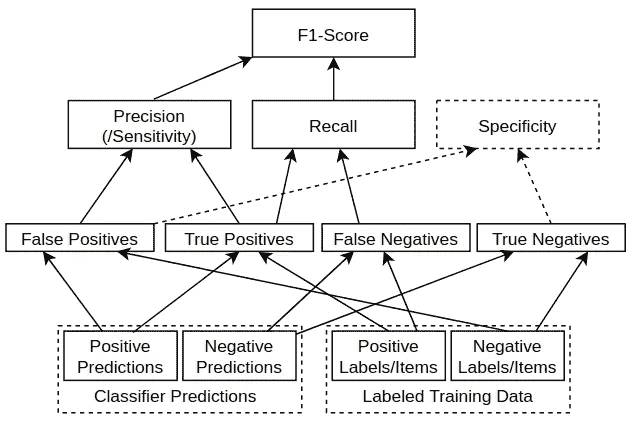 F1-Score
Precision
(/Sensitivity)
Recall
Specificity
False Positives
True Positives
False Negatives
True Negatives
Positive
Predictions
Negative
Predictions
Positive
Labels/Items
Negative
Labels/Items
Classifier Predictions
Labeled Training Data